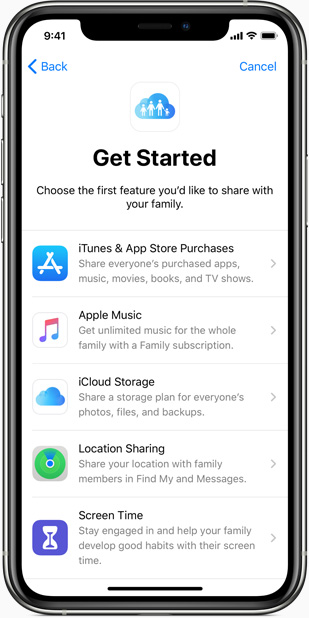 9:41
Back
Cancel
Get Started
Choose the first feature you’d like to share with
your family.
iTunes & App Store Purchases
Share everyone’s purchased apps,
music, movies, books, and TV shows.
Apple Music
Get unlimited music for the whole
family with a Family subscription.
iCloud Storage
Share a storage plan for everyone’s
photos, files, and backups.
Location Sharing
Share your location with family
members in Find My and Messages.
Screen Time
Stay engaged in and help your family
develop good habits with their screen
time.